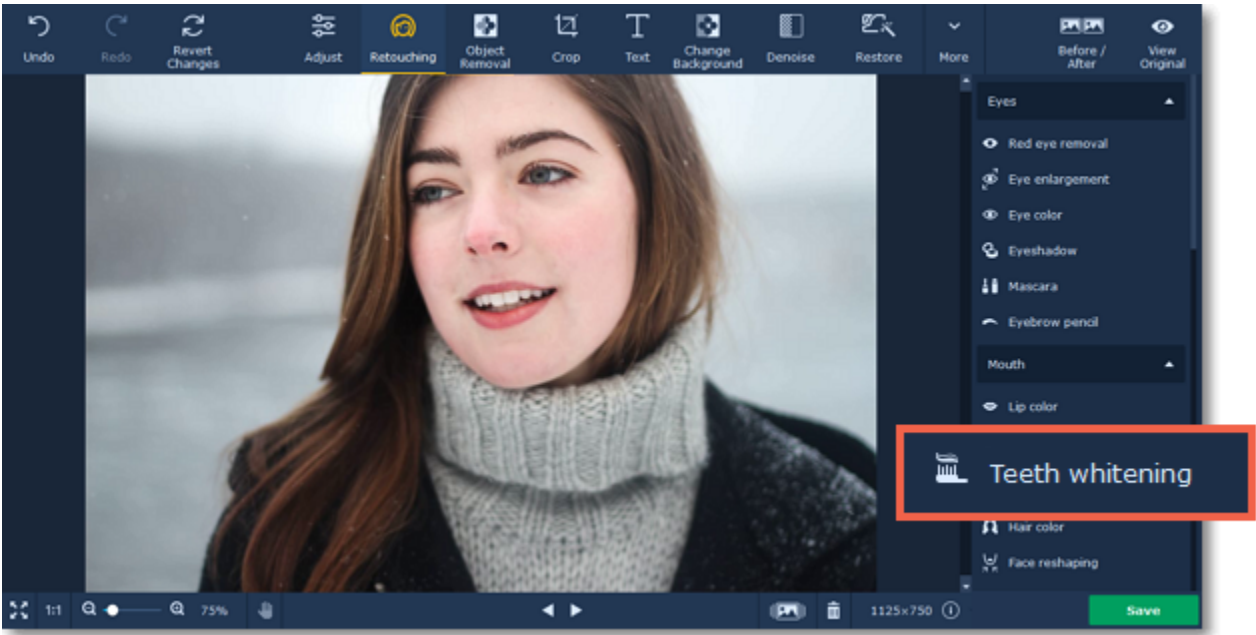 Undo
Redo
Revert
Changes
Adjust
Retouching
Object
Removal
Crop
Text
Change
Background
Denoise
Restore
More
Before /
After
View
Original
Eyes
Red eye removal
Eye enlargement
Eye color
Eyeshadow
Mascara
Eyebrow pencil
Mouth
Lip color
Teeth whitening
Hair color
Face reshaping
1:1
75%
1125×750
Save